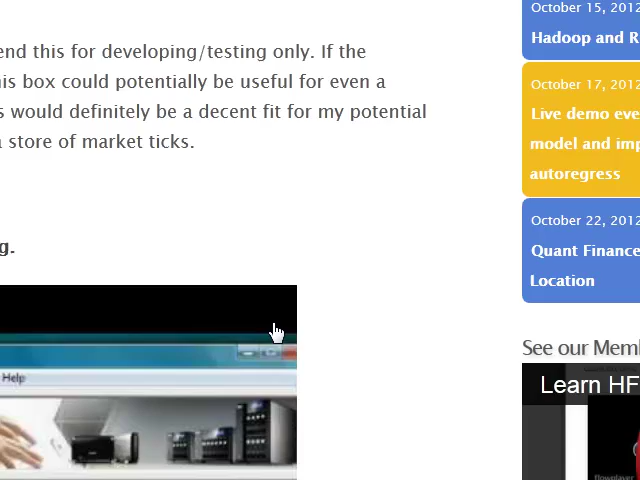 end this for developing/testing only. If the
is box could potentially be useful for even a
s would definitely be a decent fit for my potential
a store of market ticks.
g.
Help
October 15, 2012
Hadoop and R
October 17, 2012
Live demo eve
model and imp
autoregress
October 22, 2012
Quant Finance
Location
See our Memb
Learn HF
flowplayer